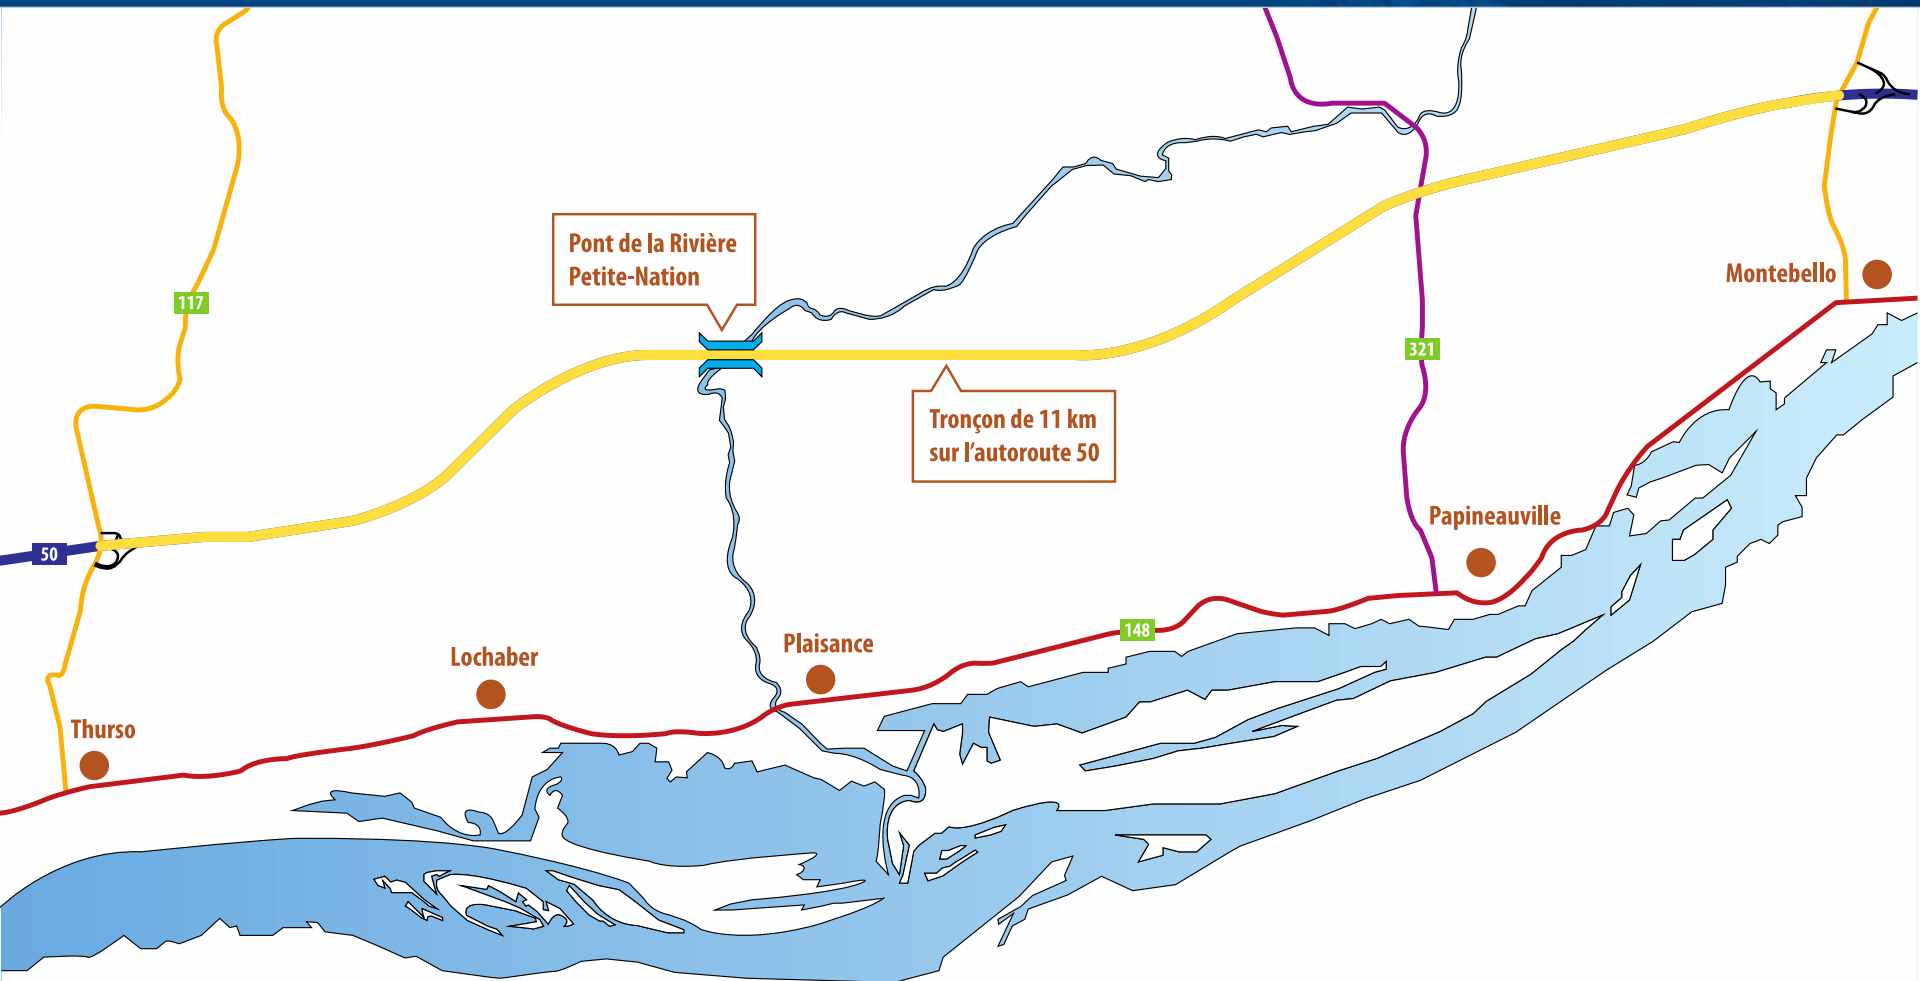 Pont de la Rivière
Petite-Nation
117
Montebello
321
Tronçon de 11 km
sur l'autoroute 50
Papineauville
50
148
Plaisance
Lochaber
Thurso